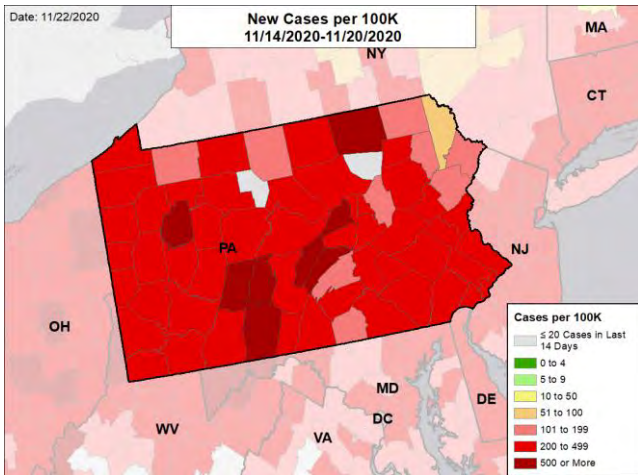 Date: 11/22/2020
New Cases per 100K
11/14/2020-11/20/2020
NY
MA
CT
PA
NJ
OH
MD
DE
WV
DC
VA
Cases per 100K
≤ 20 Cases in Last
14 Days
0 to 4
5 to 9
10 to 50
51 to 100
101 to 199
200 to 499
500 or More